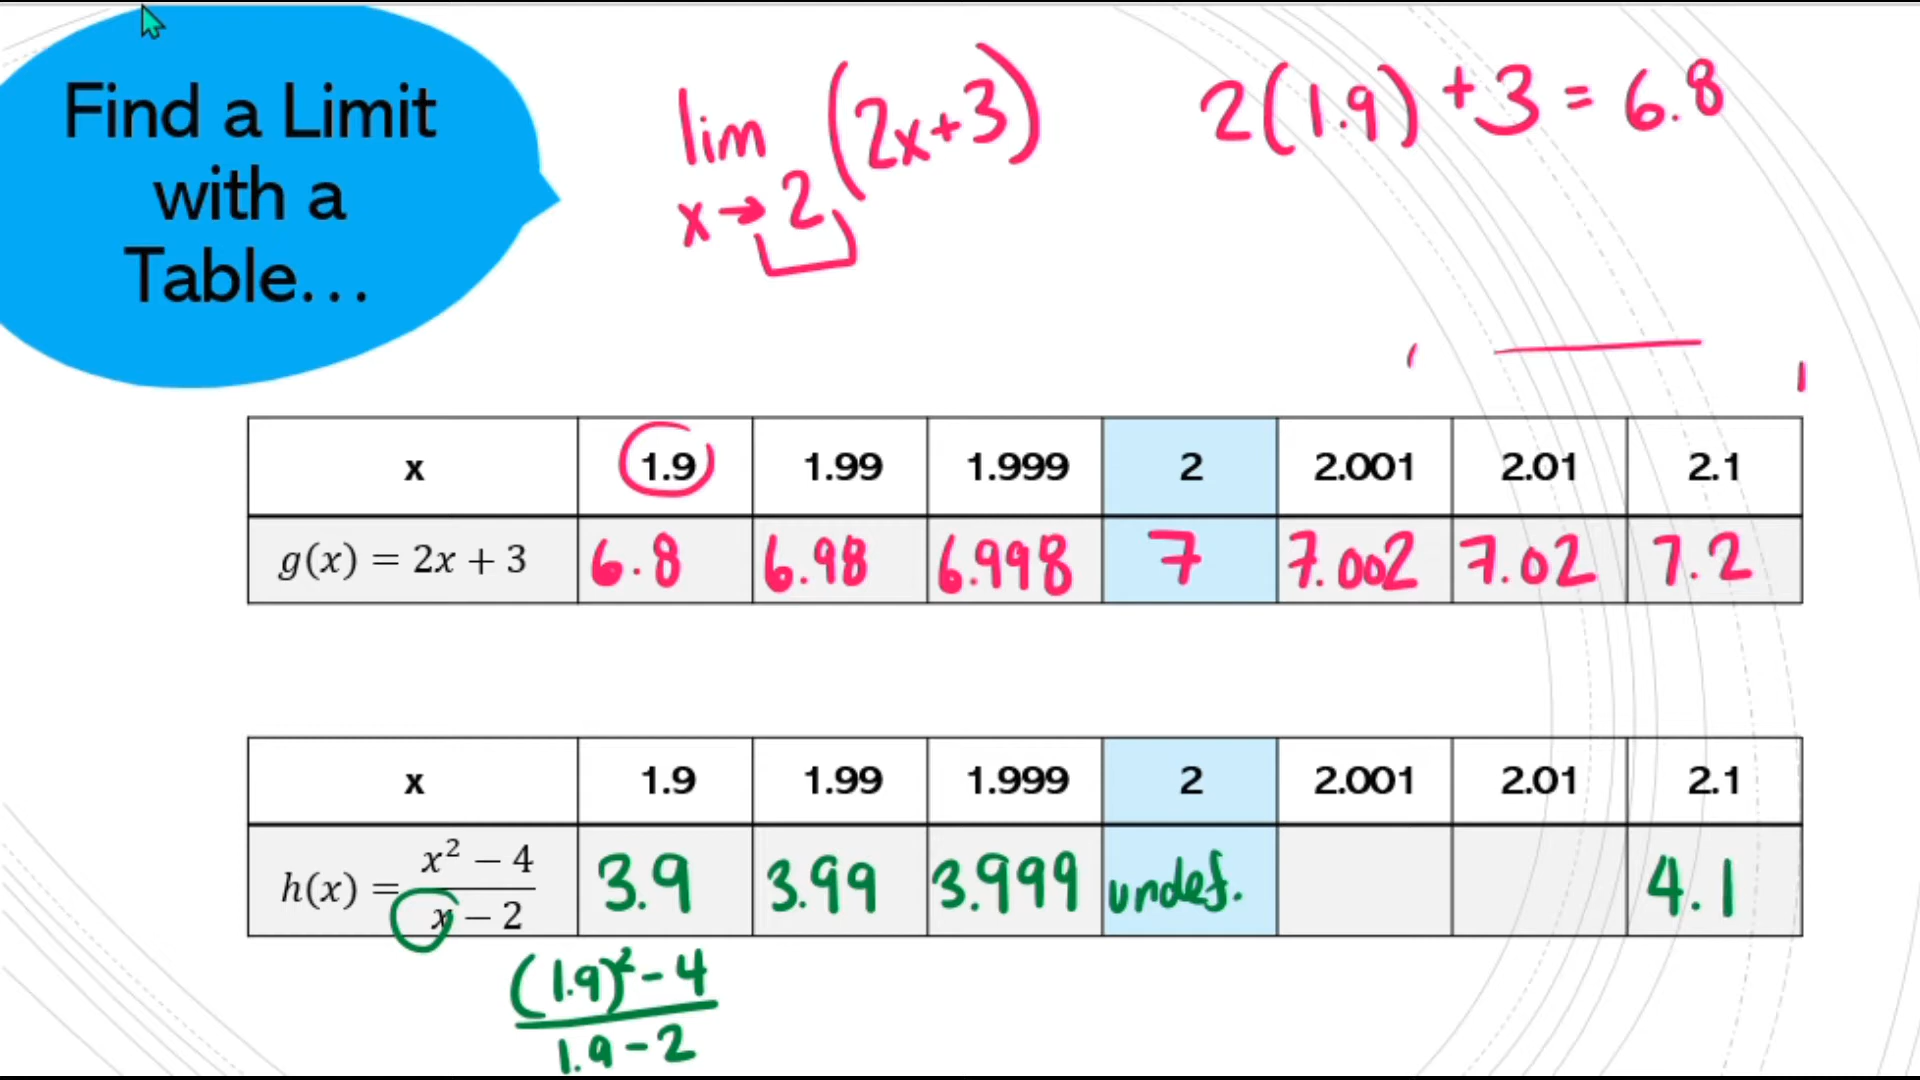 Find a Limit
with a
Table...
lim (2x+3)
x→2
2(1.9)+3=6.8
x 1.9 1.99 1.999 2 2.001 2.01 2.1
g(x) = 2x + 3 6.8 6.98 6.998 7 7.002 7.02 7.2
x 1.9 1.99 1.999 2 2.001 2.01 2.1
h(x) = (x² − 4)/(x − 2) 3.9 3.99 3.999 undef. 4.1
(1.9)² - 4
1.9 - 2